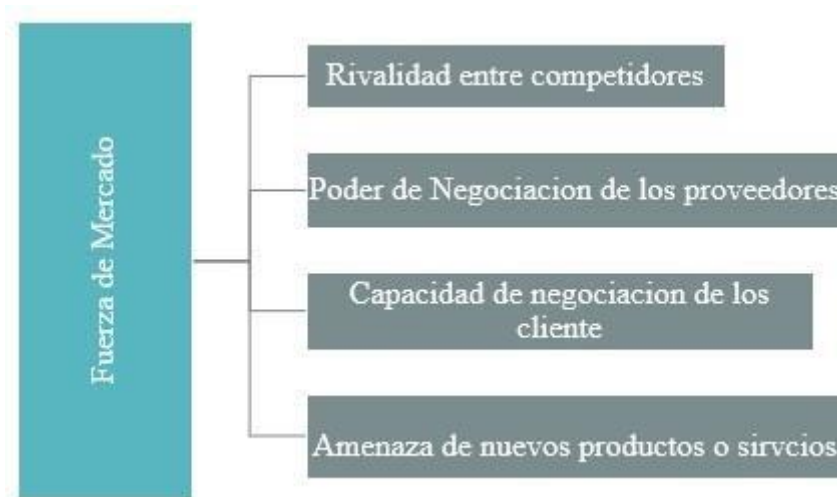 Fuerza de Mercado
Rivalidad entre competidores
Poder de Negociacion de los proveedores
Capacidad de negociacion de los
cliente
Amenaza de nuevos productos o sirvcios